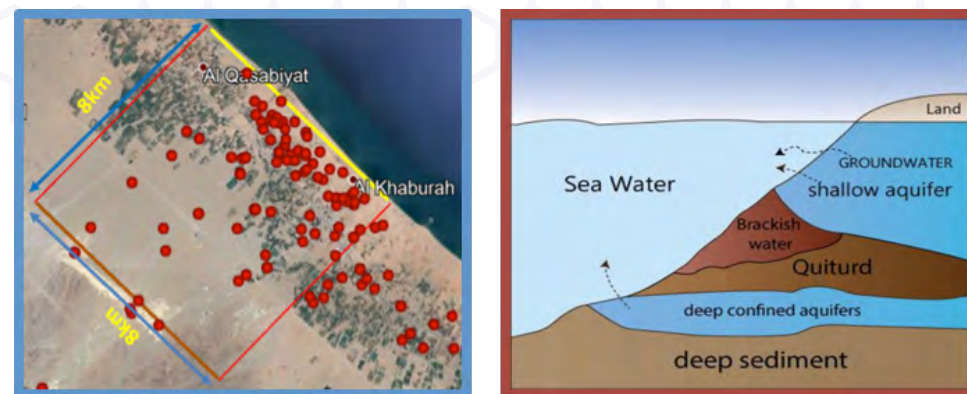 Al Qasabiyat
8km
Al Khaburah
8km
Land
GROUNDWATER
shallow aquifer
Sea Water
Brackish
water
Quiturd
deep confined aquifers
deep sediment